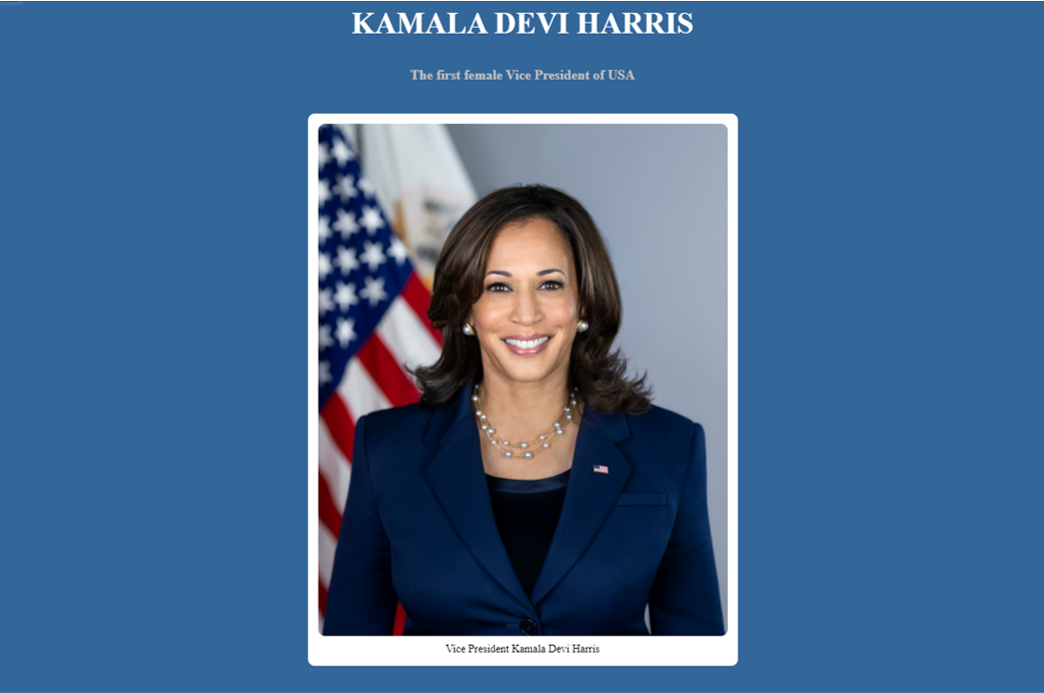 KAMALA DEVI HARRIS
The first female Vice President of USA
Vice President Kamala Devi Harris